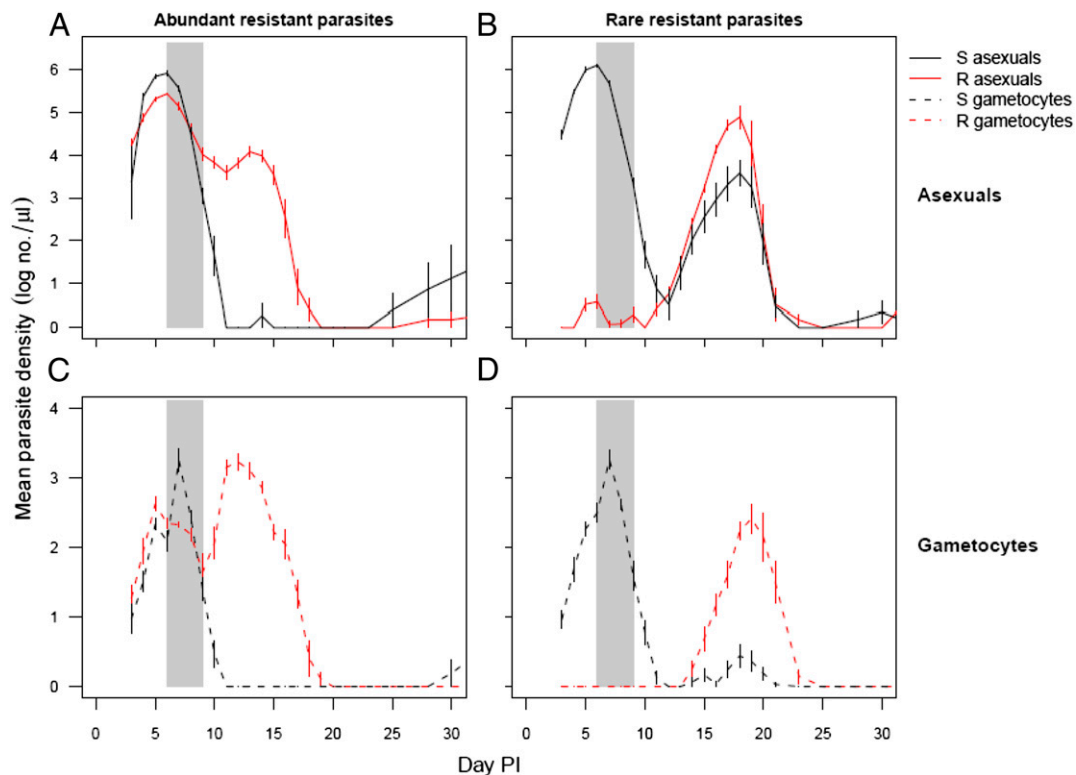 Abundant resistant parasites
Rare resistant parasites
A
B
6
5
4
3
2
1
0
S asexuals
R asexuals
S gametocytes
R gametocytes
Asexuals
Mean parasite density (log no./µl)
C
D
4
3
2
1
0
Gametocytes
0 5 10 15 20 25 30
0 5 10 15 20 25 30
Day PI